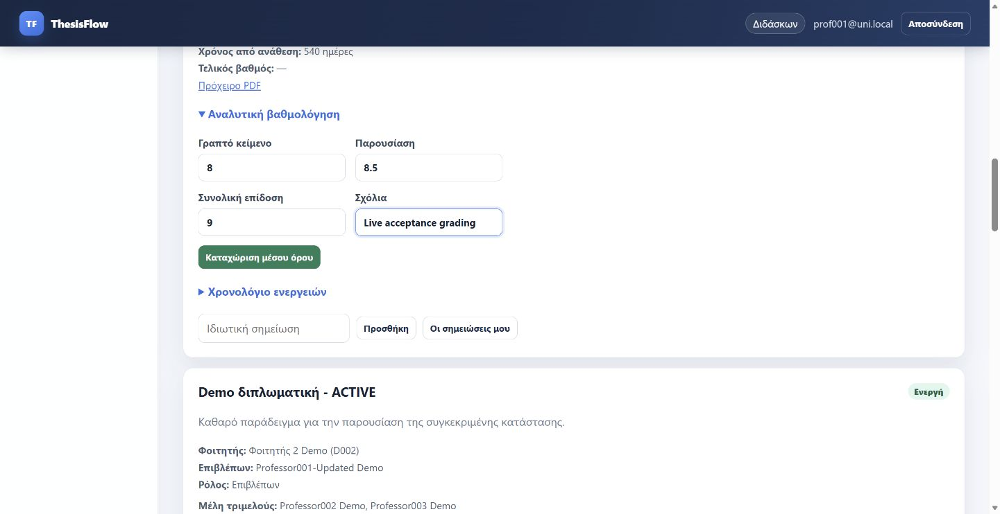 TF ThesisFlow Διδάσκων prof001@uni.local Αποσύνδεση
Χρόνος από ανάθεση: 540 ημέρες
Τελικός βαθμός: —
Πρόχειρο PDF
▼ Αναλυτική βαθμολόγηση
Γραπτό κείμενο Παρουσίαση
8 8.5
Συνολική επίδοση Σχόλια
9 Live acceptance grading
Καταχώριση μέσου όρου
▶ Χρονολόγιο ενεργειών
Ιδιωτική σημείωση Προσθήκη Οι σημειώσεις μου
Demo διπλωματική - ACTIVE Ενεργή
Καθαρό παράδειγμα για την παρουσίαση της συγκεκριμένης κατάστασης.
Φοιτητής: Φοιτητής 2 Demo (D002)
Επιβλέπων: Professor001-Updated Demo
Ρόλος: Επιβλέπων
Μέλη τριμελούς: Professor002 Demo, Professor003 Demo